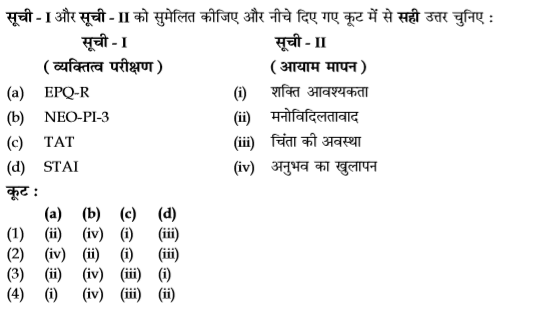 सूची - I और सूची - II को सुमेलित कीजिए और नीचे दिए गए कूट में से सही उत्तर चुनिए :
सूची - I सूची - II
( व्यक्तित्व परीक्षण ) ( आयाम मापन )
(a) EPQ-R (i) शक्ति आवश्यकता
(b) NEO-PI-3 (ii) मनोविदिलतावाद
(c) TAT (iii) चिंता की अवस्था
(d) STAI (iv) अनुभव का खुलापन
कूट :
(a) (b) (c) (d)
(1) (ii) (iv) (i) (iii)
(2) (iv) (ii) (i) (iii)
(3) (ii) (iv) (iii) (i)
(4) (i) (iv) (iii) (ii)